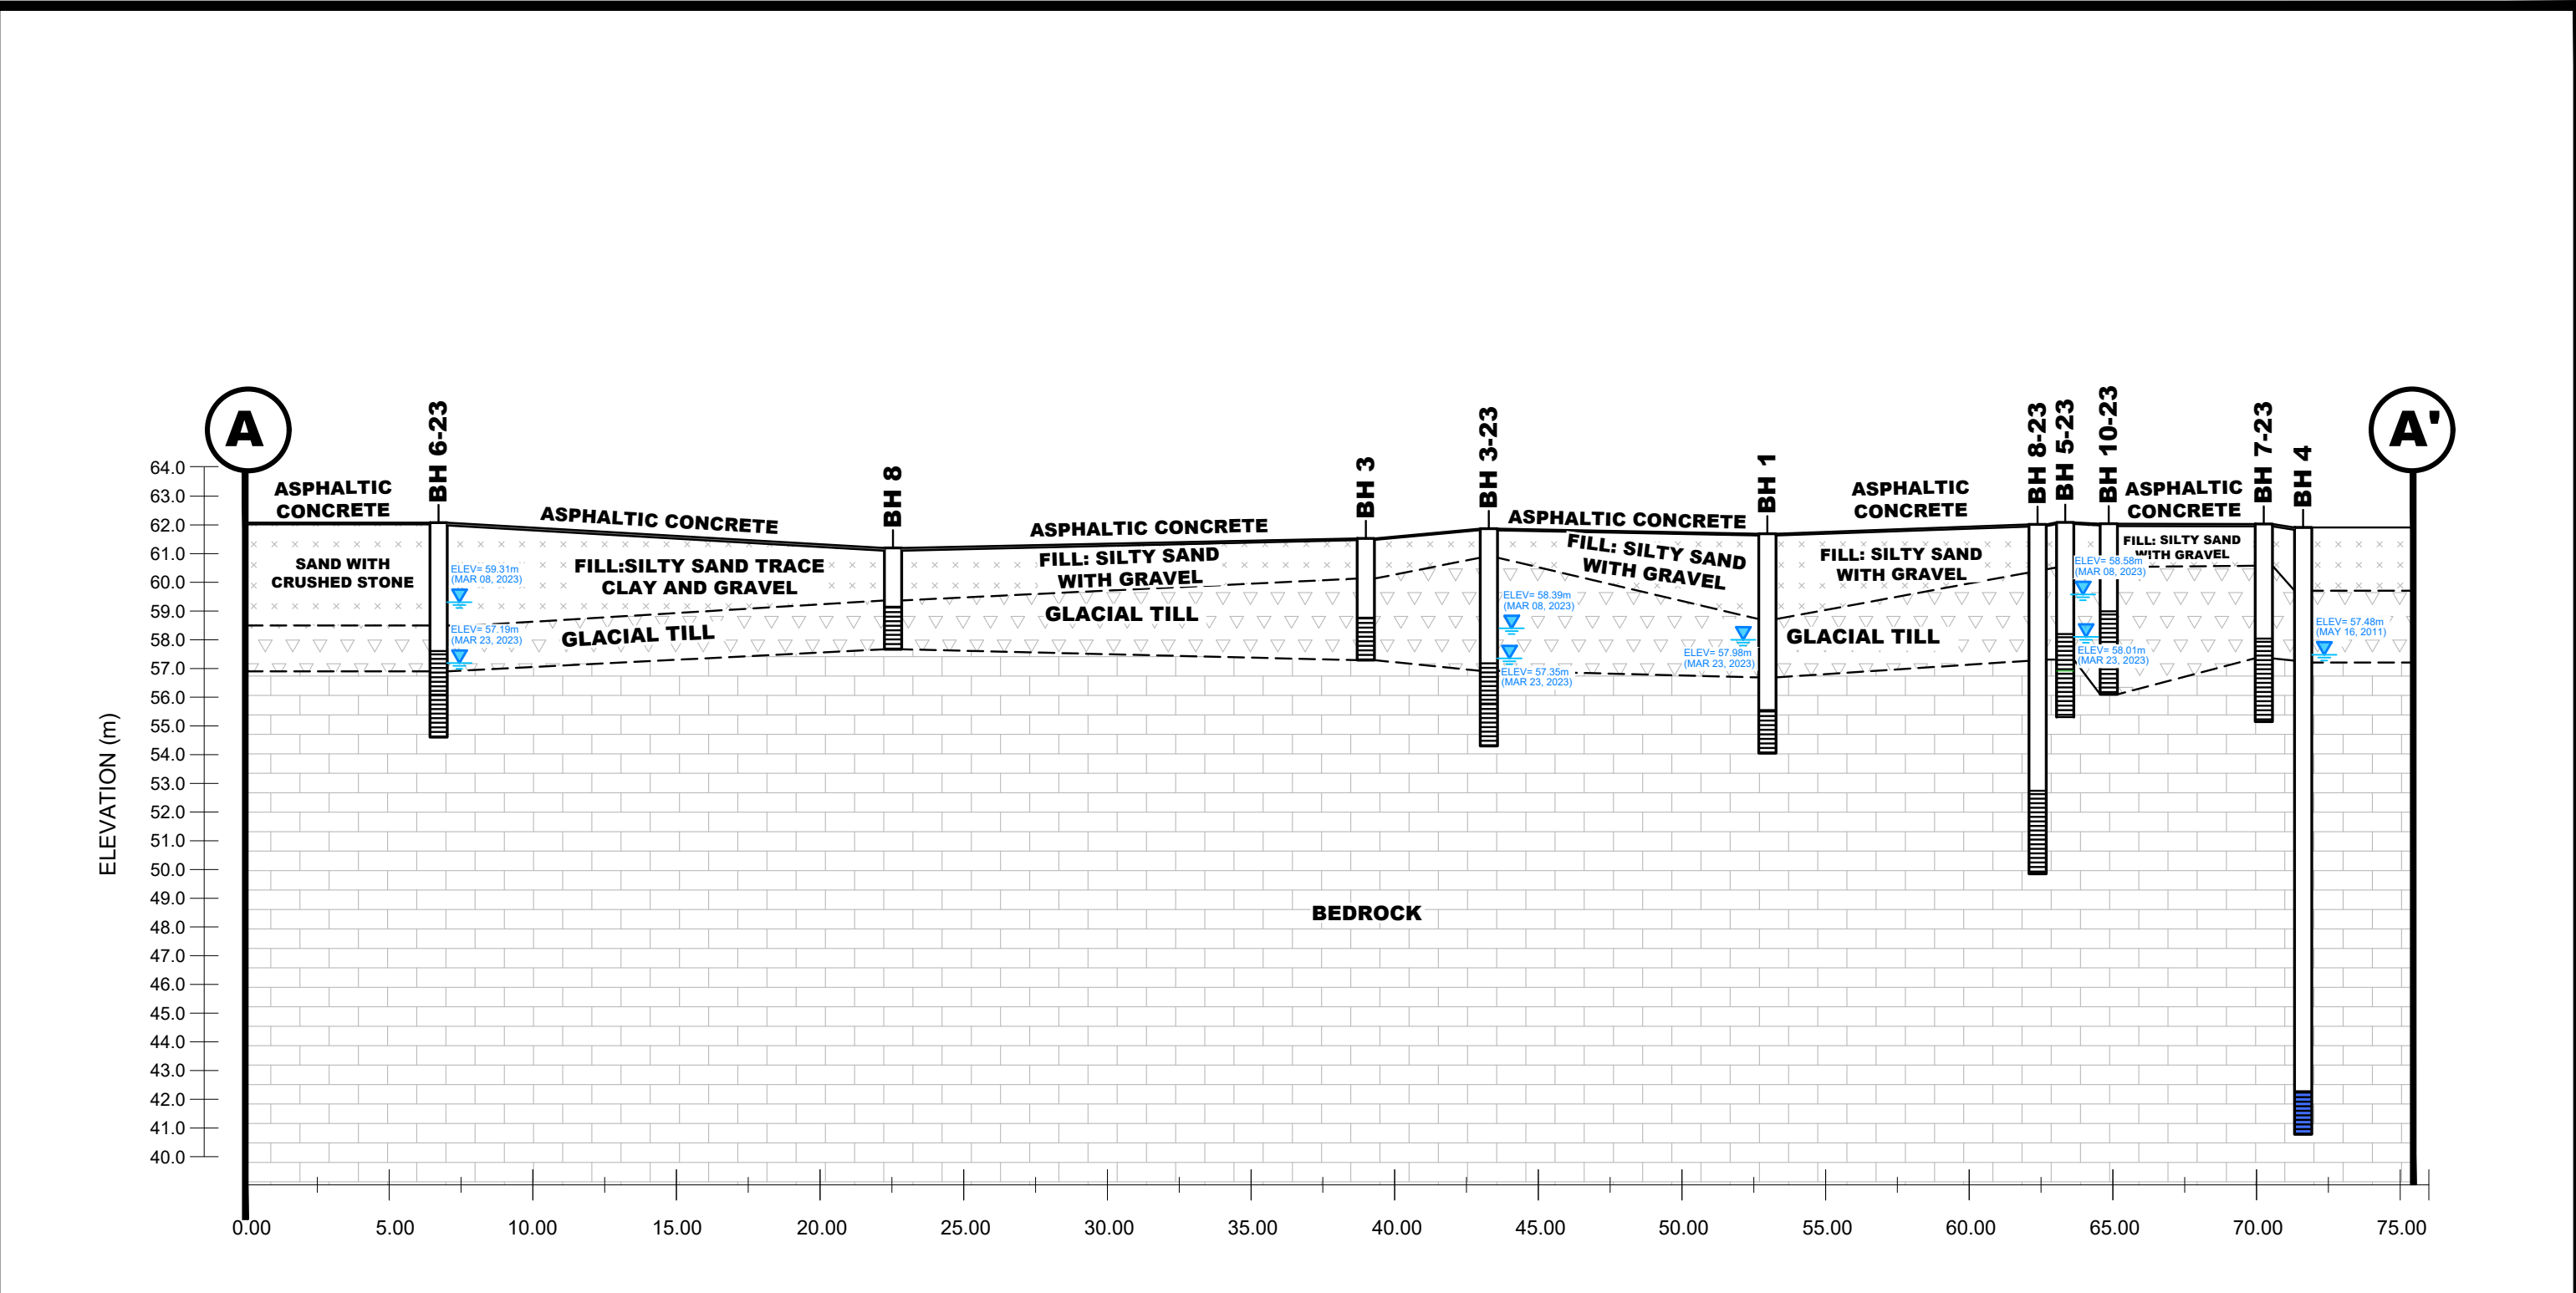 A
A'
BH 6-23
BH 8
BH 3
BH 3-23
BH 1
BH 8-23
BH 5-23
BH 10-23
BH 7-23
BH 4
ASPHALTIC
CONCRETE
ASPHALTIC CONCRETE
ASPHALTIC CONCRETE
ASPHALTIC CONCRETE
ASPHALTIC
CONCRETE
ASPHALTIC
CONCRETE
SAND WITH
CRUSHED STONE
FILL:SILTY SAND TRACE
CLAY AND GRAVEL
FILL: SILTY SAND
WITH GRAVEL
FILL: SILTY SAND
WITH GRAVEL
FILL: SILTY SAND
WITH GRAVEL
FILL: SILTY SAND
WITH GRAVEL
ELEV= 59.31m
(MAR 08, 2023)
ELEV= 57.19m
(MAR 23, 2023)
ELEV= 58.39m
(MAR 08, 2023)
ELEV= 57.35m
(MAR 23, 2023)
ELEV= 57.98m
(MAR 23, 2023)
ELEV= 58.58m
(MAR 08, 2023)
ELEV= 58.01m
(MAR 23, 2023)
ELEV= 57.48m
(MAY 16, 2011)
GLACIAL TILL
GLACIAL TILL
GLACIAL TILL
BEDROCK
ELEVATION (m)
64.0
63.0
62.0
61.0
60.0
59.0
58.0
57.0
56.0
55.0
54.0
53.0
52.0
51.0
50.0
49.0
48.0
47.0
46.0
45.0
44.0
43.0
42.0
41.0
40.0
0.00 5.00 10.00 15.00 20.00 25.00 30.00 35.00 40.00 45.00 50.00 55.00 60.00 65.00 70.00 75.00